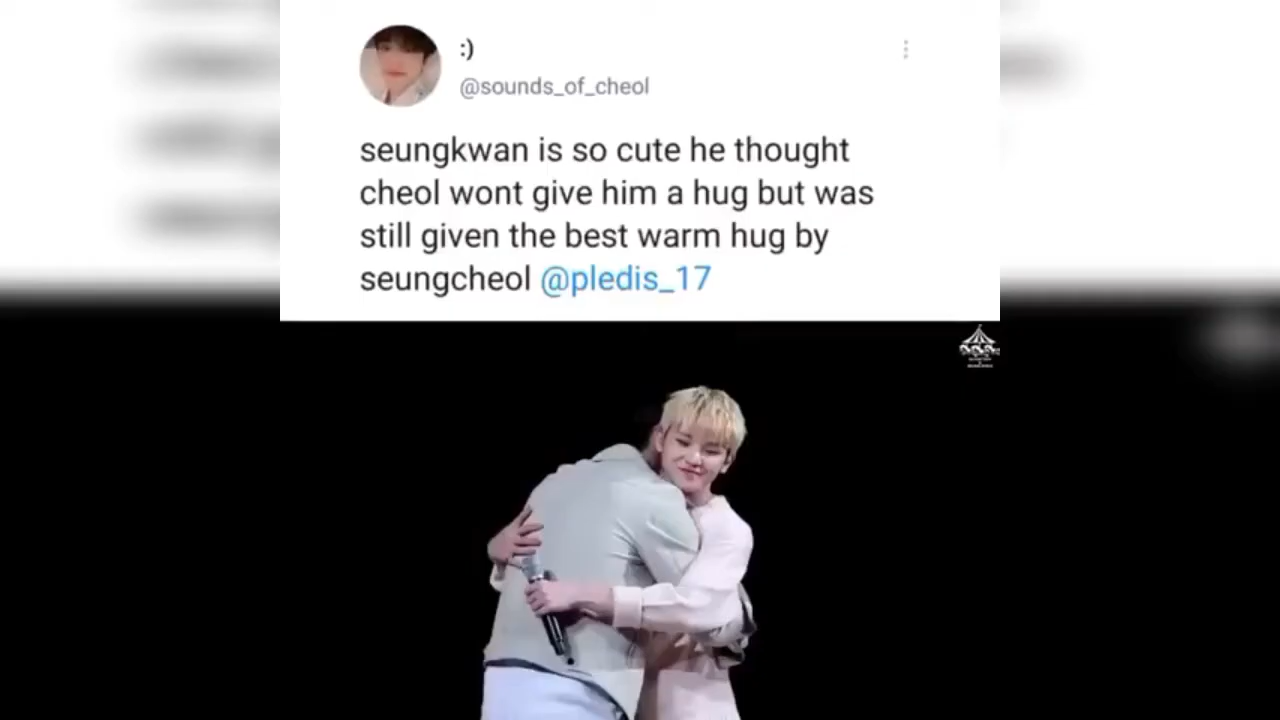 :)
@sounds_of_cheol
seungkwan is so cute he thought
cheol wont give him a hug but was
still given the best warm hug by
seungcheol @pledis_17